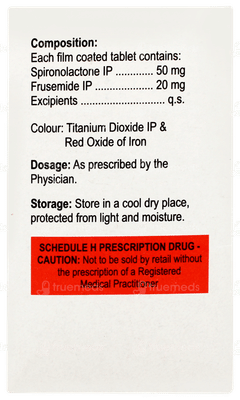 Composition:
Each film coated tablet contains:
Spironolactone IP ............. 50 mg
Frusemide IP .................... 20 mg
Excipients ............................. q.s.
Colour: Titanium Dioxide IP &
Red Oxide of Iron
Dosage: As prescribed by the
Physician.
Storage: Store in a cool dry place,
protected from light and moisture.
SCHEDULE H PRESCRIPTION DRUG -
CAUTION: Not to be sold by retail without
the prescription of a Registered
Medical Practitioner.
truemeds
truemeds